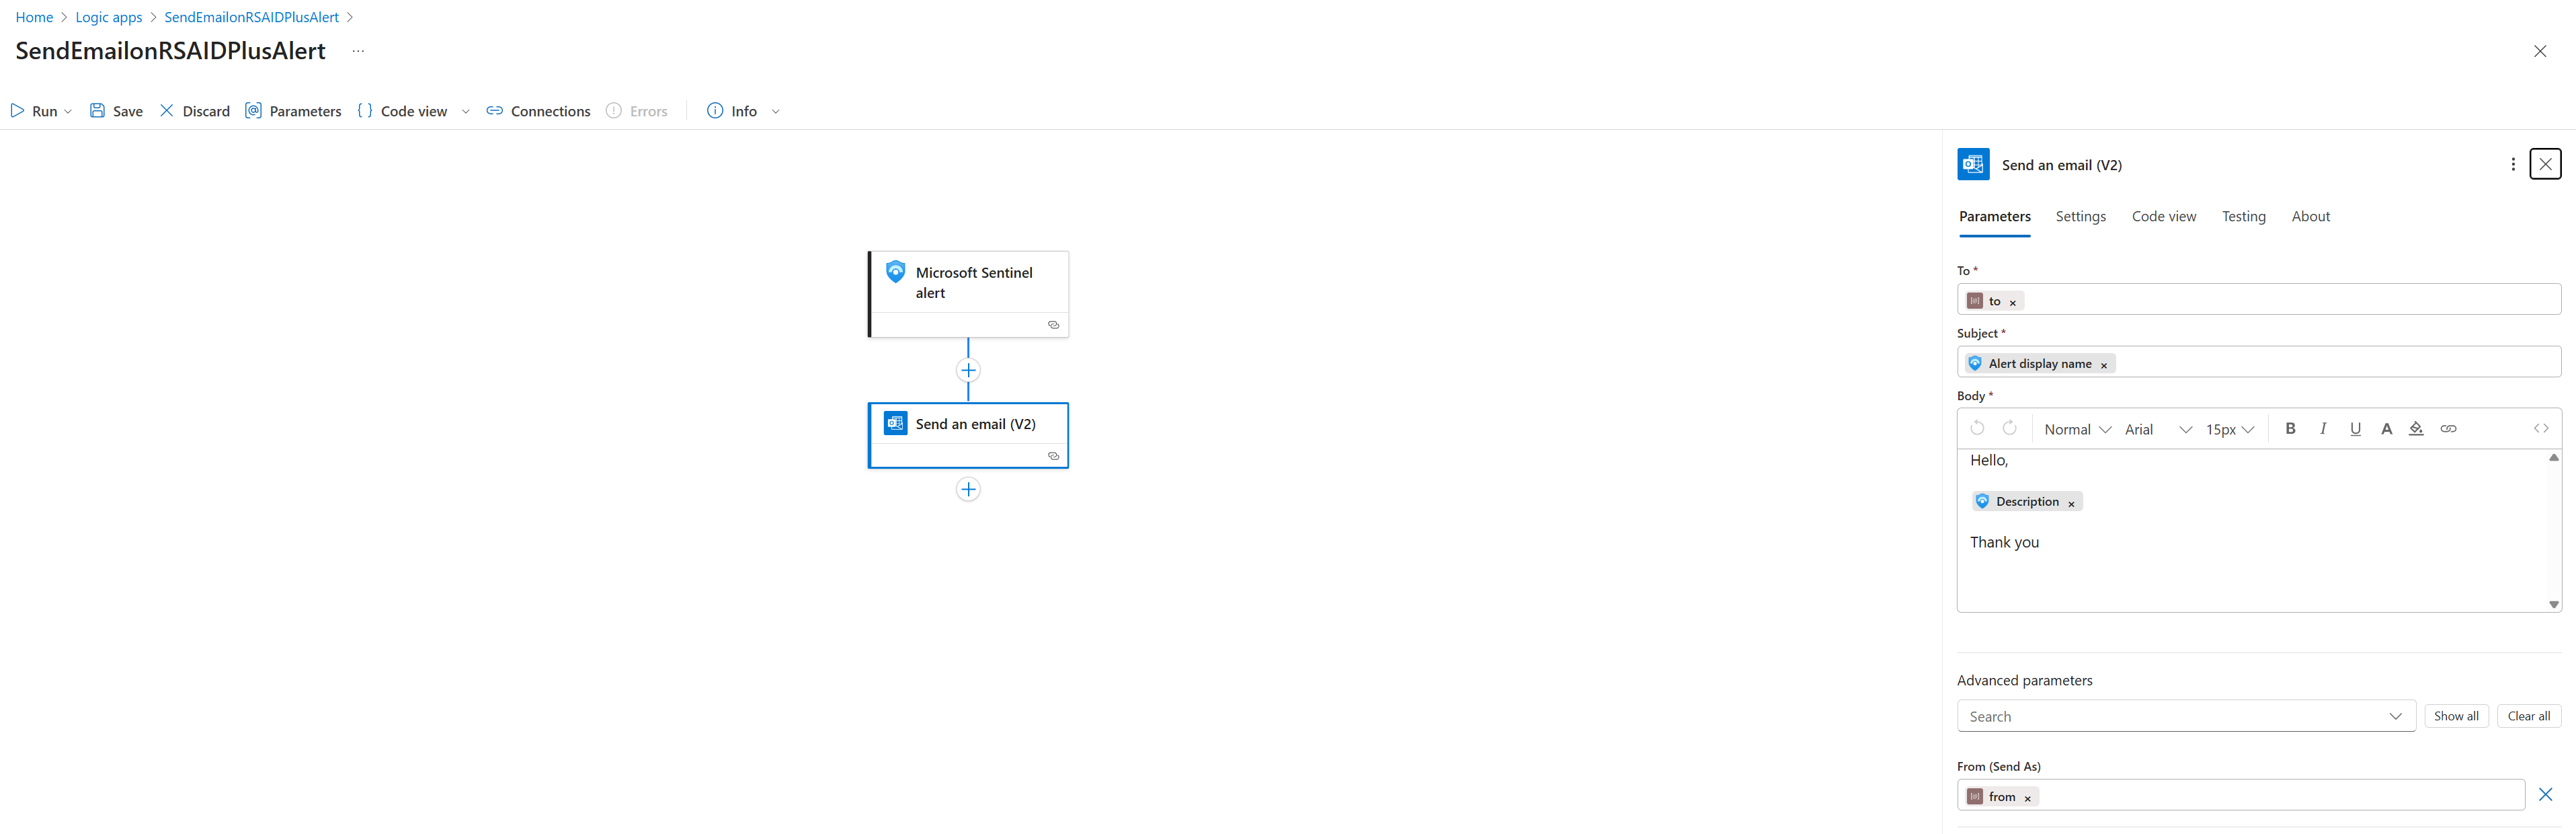 Home > Logic apps > SendEmailonRSAIDPlusAlert >
SendEmailonRSAIDPlusAlert ...
Run Save Discard Parameters Code view Connections Errors Info
Microsoft Sentinel
alert
Send an email (V2)
Send an email (V2)
Parameters Settings Code view Testing About
To *
to ×
Subject *
Alert display name ×
Body *
Normal Arial 15px B I U A
Hello,
Description ×
Thank you
Advanced parameters
Search Show all Clear all
From (Send As)
from ×